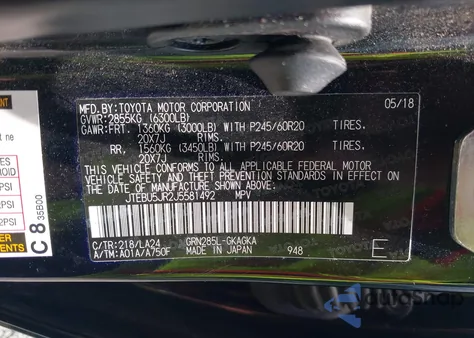 MFD.BY:TOYOTA MOTOR CORPORATION 05/18
GVWR:2855KG (6300LB)
GAWR:FRT. 1360KG (3000LB) WITH P245/60R20 TIRES.
20X7J RIMS.
RR, 1560KG (3450LB) WITH P245/60R20 TIRES.
20X7J RIMS.
THIS VEHICLE CONFORMS TO ALL APPLICABLE FEDERAL MOTOR
VEHICLE SAFETY AND THEFT PREVENTION STANDARDS IN EFFECT ON
THE DATE OF MANUFACTURE SHOWN ABOVE.
JTEBU5JR2J5581492 MPV
C/TR:218/LA24 GRN285L-GKAGKA
A/TM:A01A/A750F MADE IN JAPAN 948 E
C8
35B00
PSI
2PSI